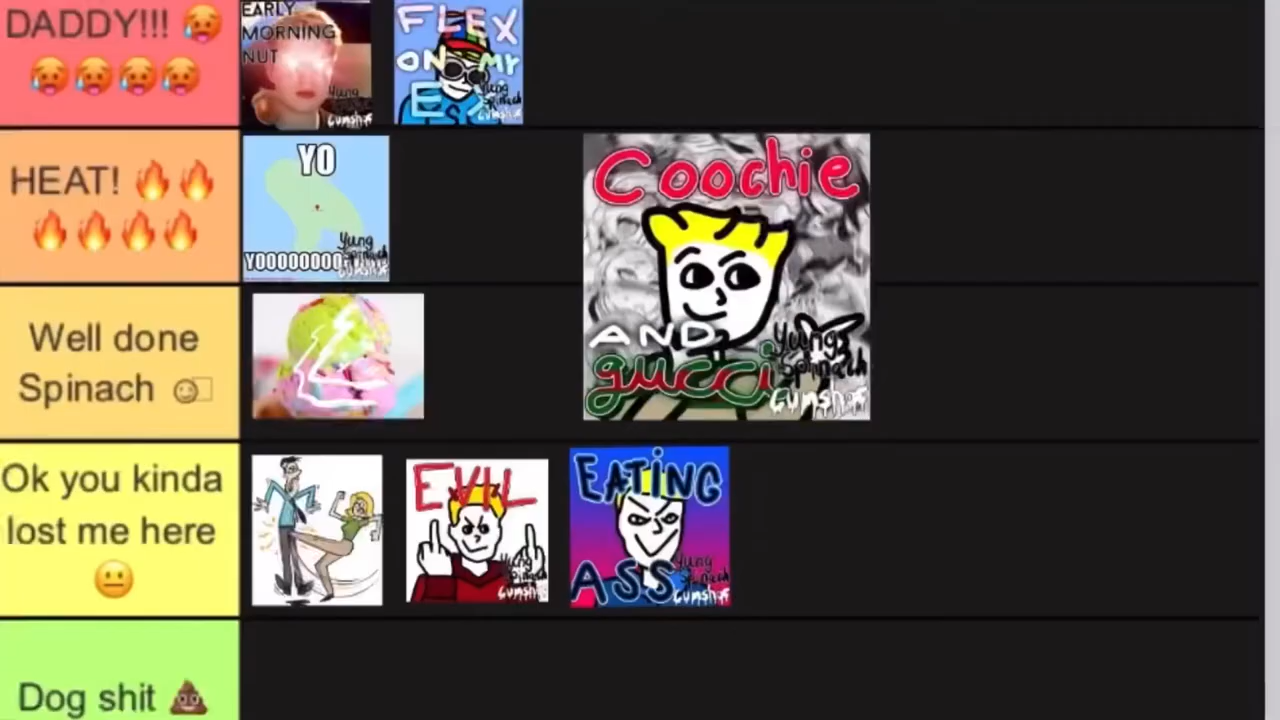 DADDY!!! 🥵
🥵🥵🥵🥵
EARLY
MORNING
NUT
Yung
Spinach
Cumshot
FLEX
ON MY
EX
Yung
Spinach
Cumshot
HEAT! 🔥🔥
🔥🔥🔥🔥
YO
YOOOOOOOO
Yung
Spinach
Cumshot
Coochie
AND
gucci
Yung
Spinach
Cumshot
Well done
Spinach ☺
L
Ok you kinda
lost me here
😐
EVIL
Yung
Spinach
Cumshot
EATING
ASS
Yung
Spinach
Cumshot
Dog shit 💩